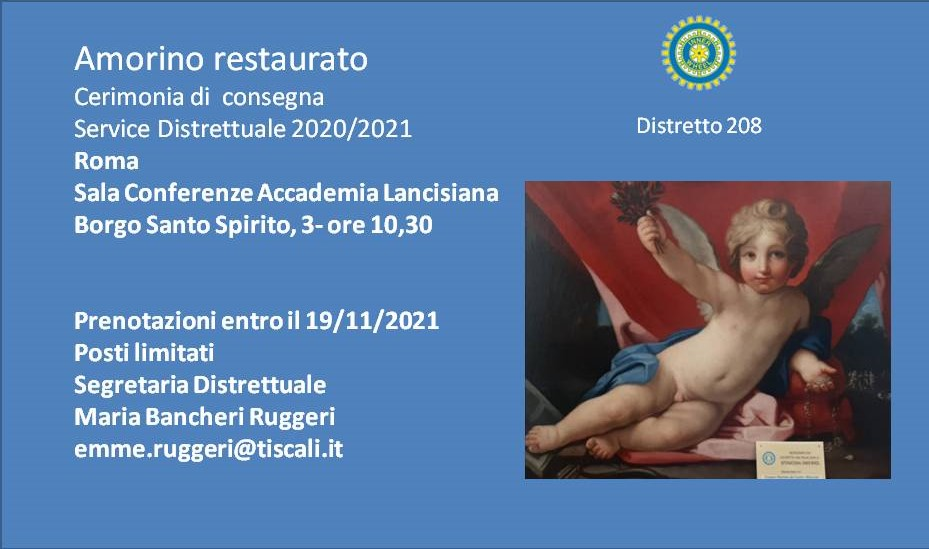 Amorino restaurato
Cerimonia di consegna
Service Distrettuale 2020/2021
Roma
Sala Conferenze Accademia Lancisiana
Borgo Santo Spirito, 3- ore 10,30
Prenotazioni entro il 19/11/2021
Posti limitati
Segretaria Distrettuale
Maria Bancheri Ruggeri
emme.ruggeri@tiscali.it
INNER
WHEEL
Distretto 208